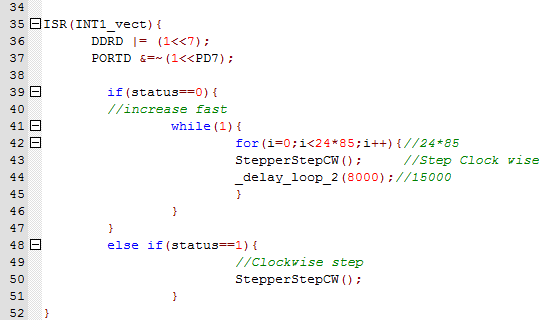 34
35 ISR(INT1_vect){
36 DDRD |= (1<<7);
37 PORTD &=~(1<<PD7);
38
39 if(status==0){
40 //increase fast
41 while(1){
42 for(i=0;i<24*85;i++){//24*85
43 StepperStepCW(); //Step Clock wise
44 _delay_loop_2(8000);//15000
45 }
46 }
47 }
48 else if(status==1){
49 //Clockwise step
50 StepperStepCW();
51 }
52 }